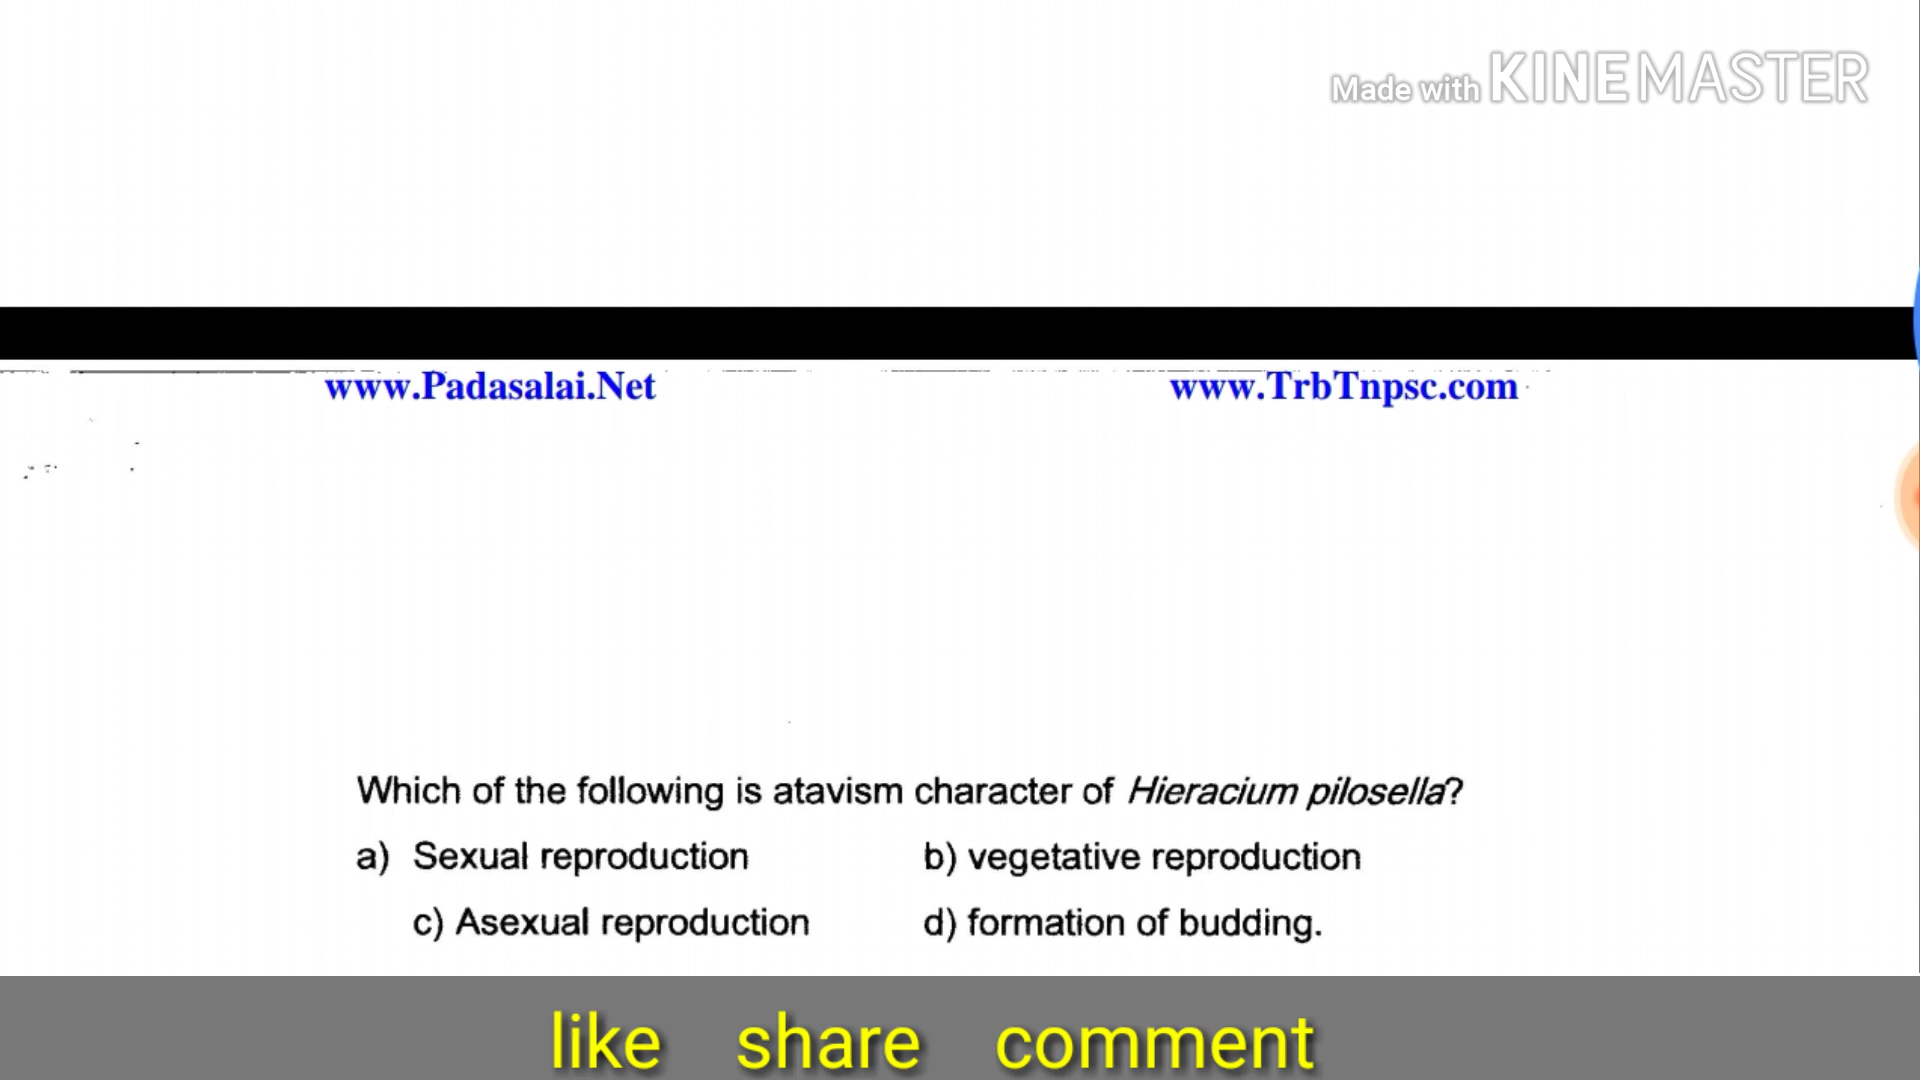 Made with KINEMASTER
www.Padasalai.Net www.TrbTnpsc.com
Which of the following is atavism character of Hieracium pilosella?
a) Sexual reproduction b) vegetative reproduction
c) Asexual reproduction d) formation of budding.
like share comment